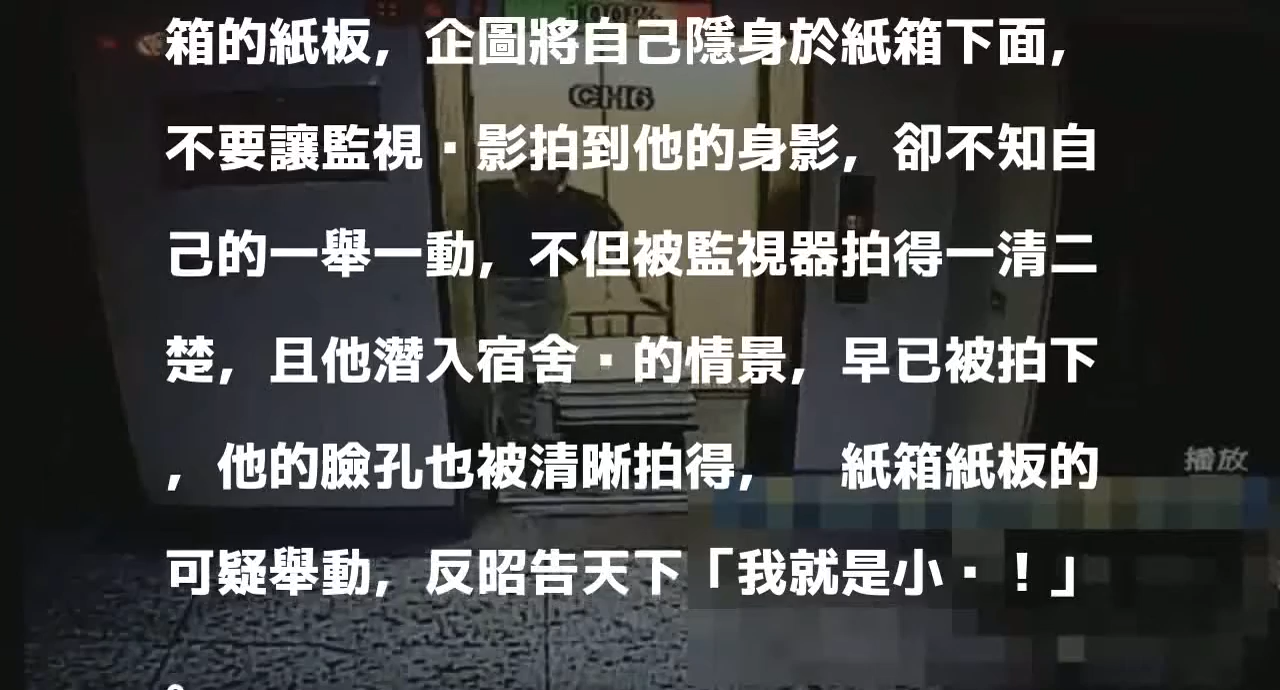 100%
箱的紙板，企圖將自己隱身於紙箱下面，
CH6
不要讓監視▪影拍到他的身影，卻不知自
己的一舉一動，不但被監視器拍得一清二
楚，且他潛入宿舍▪的情景，早已被拍下
，他的臉孔也被清晰拍得，　紙箱紙板的
播放
可疑舉動，反昭告天下「我就是小▪！」
。